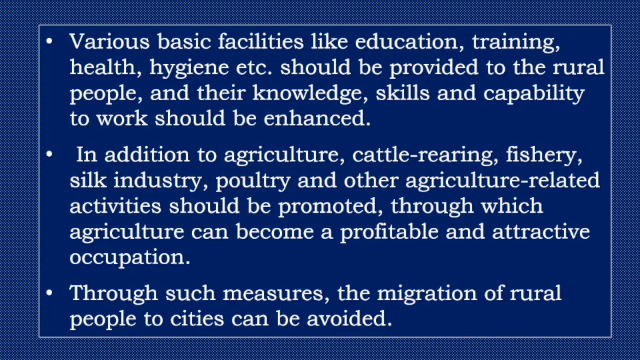 • Various basic facilities like education, training,
health, hygiene etc. should be provided to the rural
people, and their knowledge, skills and capability
to work should be enhanced.
• In addition to agriculture, cattle-rearing, fishery,
silk industry, poultry and other agriculture-related
activities should be promoted, through which
agriculture can become a profitable and attractive
occupation.
• Through such measures, the migration of rural
people to cities can be avoided.